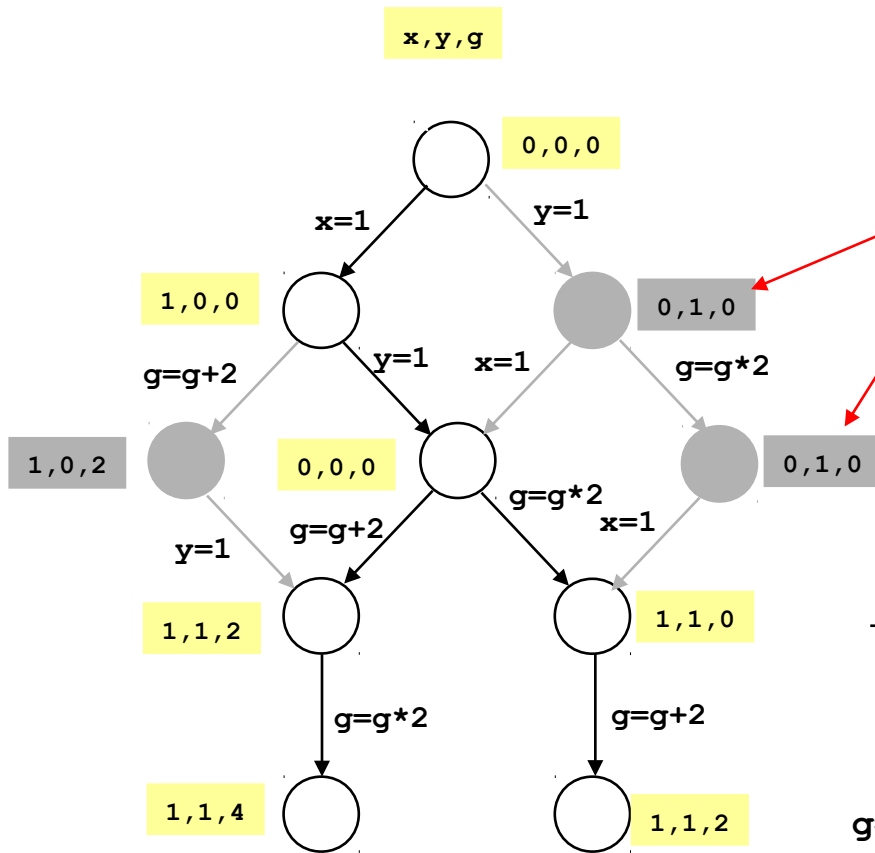 x,y,g
0,0,0
x=1
y=1
1,0,0
0,1,0
g=g+2
y=1
x=1
g=g*2
1,0,2
0,0,0
0,1,0
g=g*2
g=g+2
x=1
y=1
1,1,2
1,1,0
g=g*2
g=g+2
1,1,4
1,1,2
g